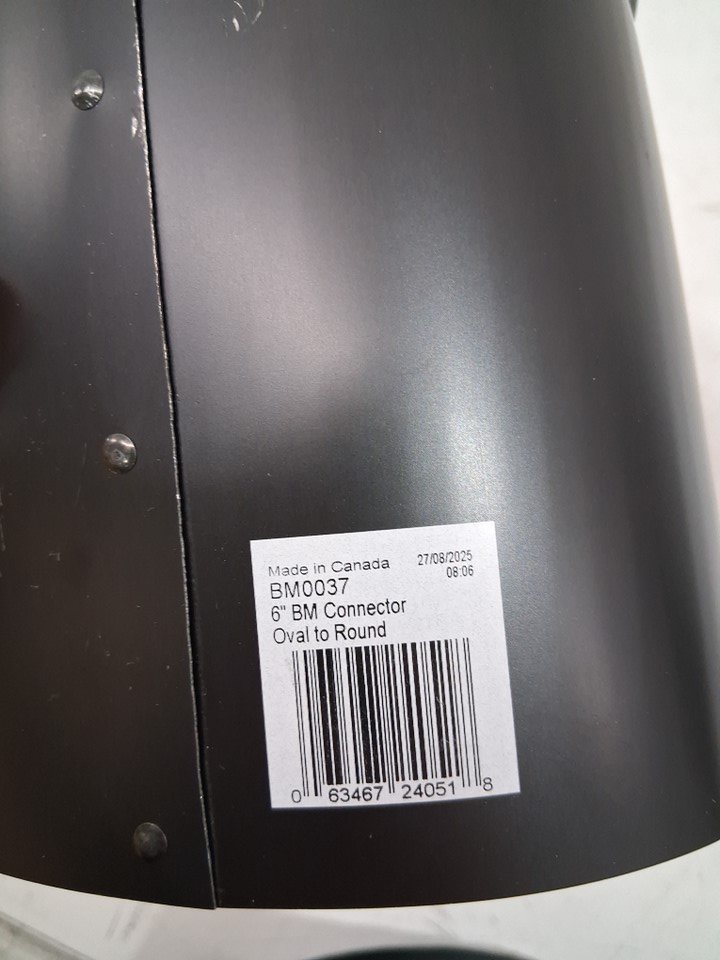 Made in Canada 27/08/2025
08:06
BM0037
6" BM Connector
Oval to Round
0 63467 24051 8